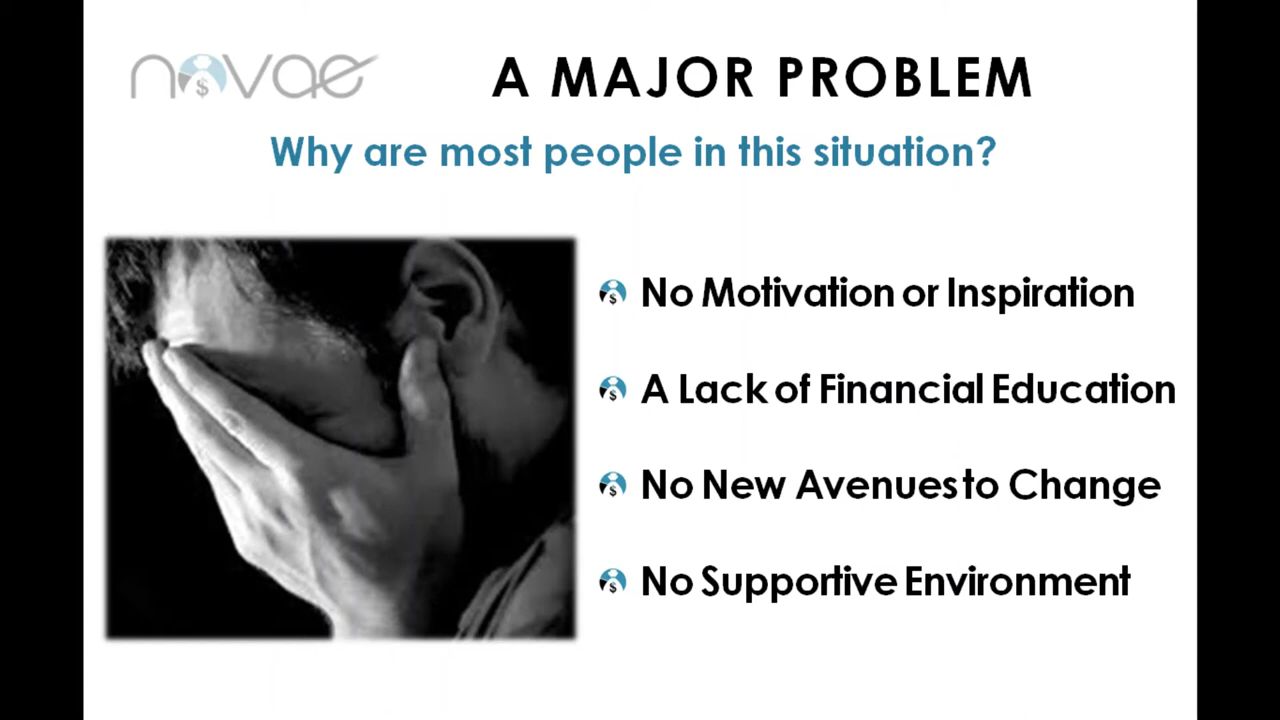 novae
A MAJOR PROBLEM
Why are most people in this situation?
No Motivation or Inspiration
A Lack of Financial Education
No New Avenues to Change
No Supportive Environment